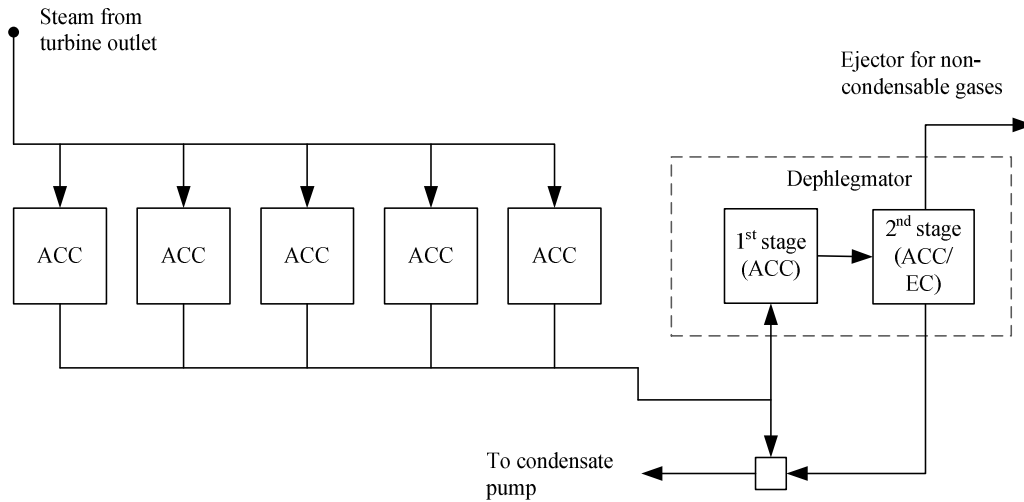 Steam from
turbine outlet
Ejector for non-
condensable gases
Dephlegmator
ACC
ACC
ACC
ACC
ACC
1st stage
(ACC)
2nd stage
(ACC/
EC)
To condensate
pump